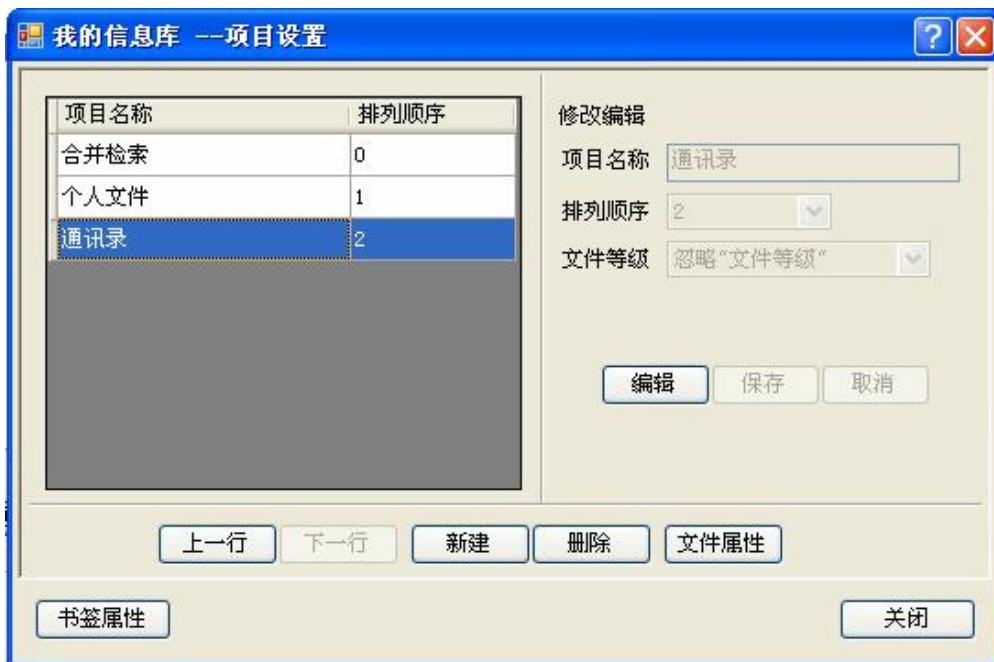 我的信息库 --项目设置
项目名称 排列顺序
合并检索 0
个人文件 1
通讯录 2
修改编辑
项目名称 通讯录
排列顺序 2
文件等级 忽略“文件等级“
编辑 保存 取消
上一行 下一行 新建 删除 文件属性
书签属性 关闭